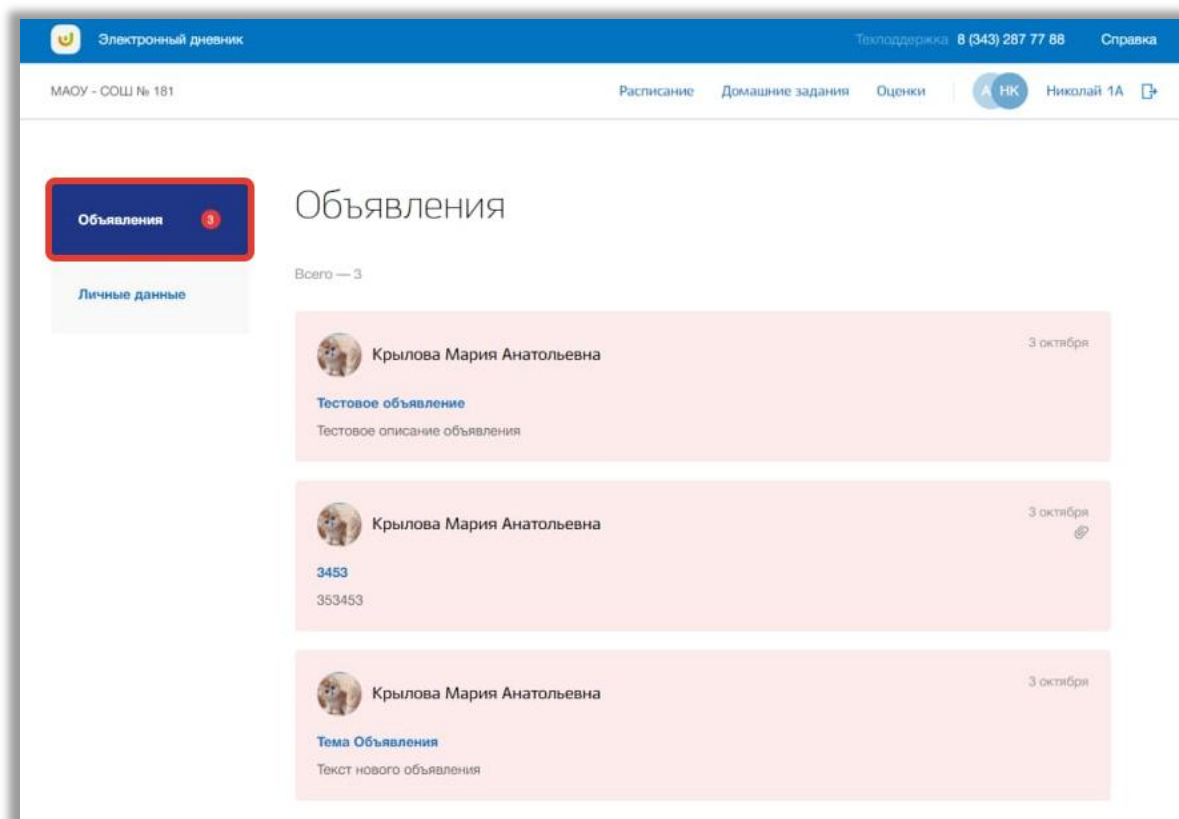 Электронный дневник
Техподдержка 8 (343) 287 77 88 Справка
МАОУ - СОШ № 181
Расписание Домашние задания Оценки А НК Николай 1А
Объявления 3
Личные данные
Объявления
Всего — 3
Крылова Мария Анатольевна 3 октября
Тестовое объявление
Тестовое описание объявления
Крылова Мария Анатольевна 3 октября
3453
353453
Крылова Мария Анатольевна 3 октября
Тема Объявления
Текст нового объявления